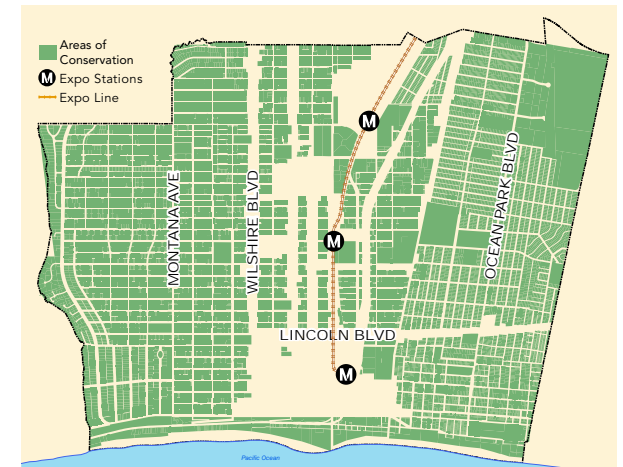 Areas of
Conservation
M Expo Stations
Expo Line
M
M
M
MONTANA AVE
WILSHIRE BLVD
OCEAN PARK BLVD
LINCOLN BLVD
Pacific Ocean